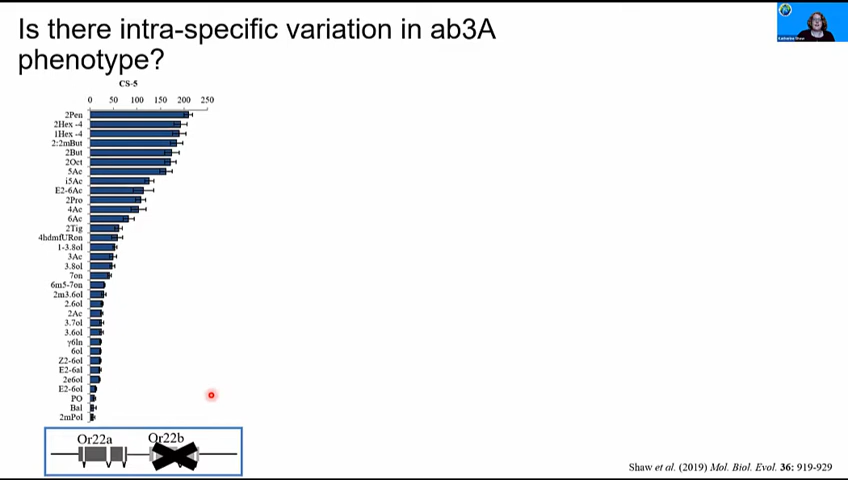 Is there intra-specific variation in ab3A
phenotype?
CS-5
0 50 100 150 200 250
2Pen
2Hex -4
1Hex -4
2:2mBut
2But
2Oct
5Ac
i5Ac
E2-6Ac
2Pro
4Ac
6Ac
2Tig
4hdmfURon
1-3.8ol
3Ac
3.8ol
7on
6m5-7on
2m3.6ol
2.6ol
2Ac
3.7ol
3.6ol
γ6ln
6ol
Z2-6ol
E2-6al
2e6ol
E2-6ol
PO
Bal
2mPol
Or22a Or22b
Shaw et al. (2019) Mol. Biol. Evol. 36: 919-929